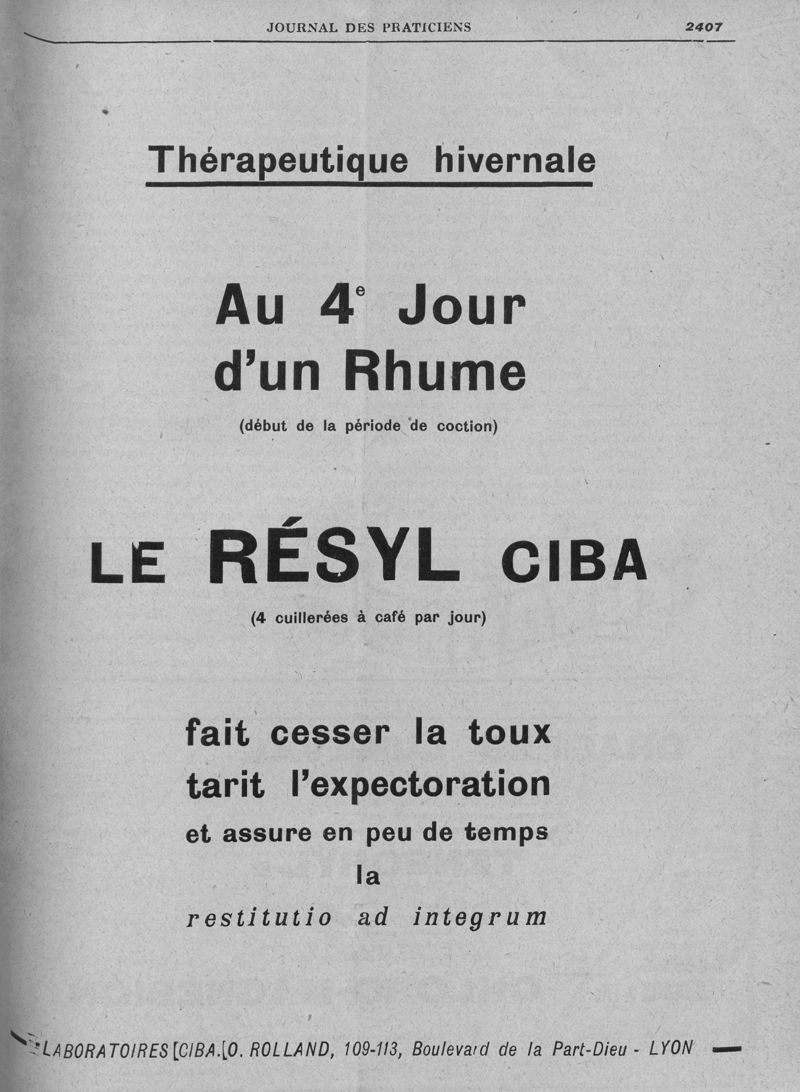 JOURNAL DES PRATICIENS 2407
Thérapeutique hivernale
Au 4e Jour
d'un Rhume
(début de la période de coction)
LE RÉSYL CIBA
(4 cuillerées à café par jour)
fait cesser la toux
tarit l'expectoration
et assure en peu de temps
la
restitutio ad integrum
LABORATOIRES [CIBA.[O. ROLLAND, 109-113, Boulevard de la Part-Dieu - LYON